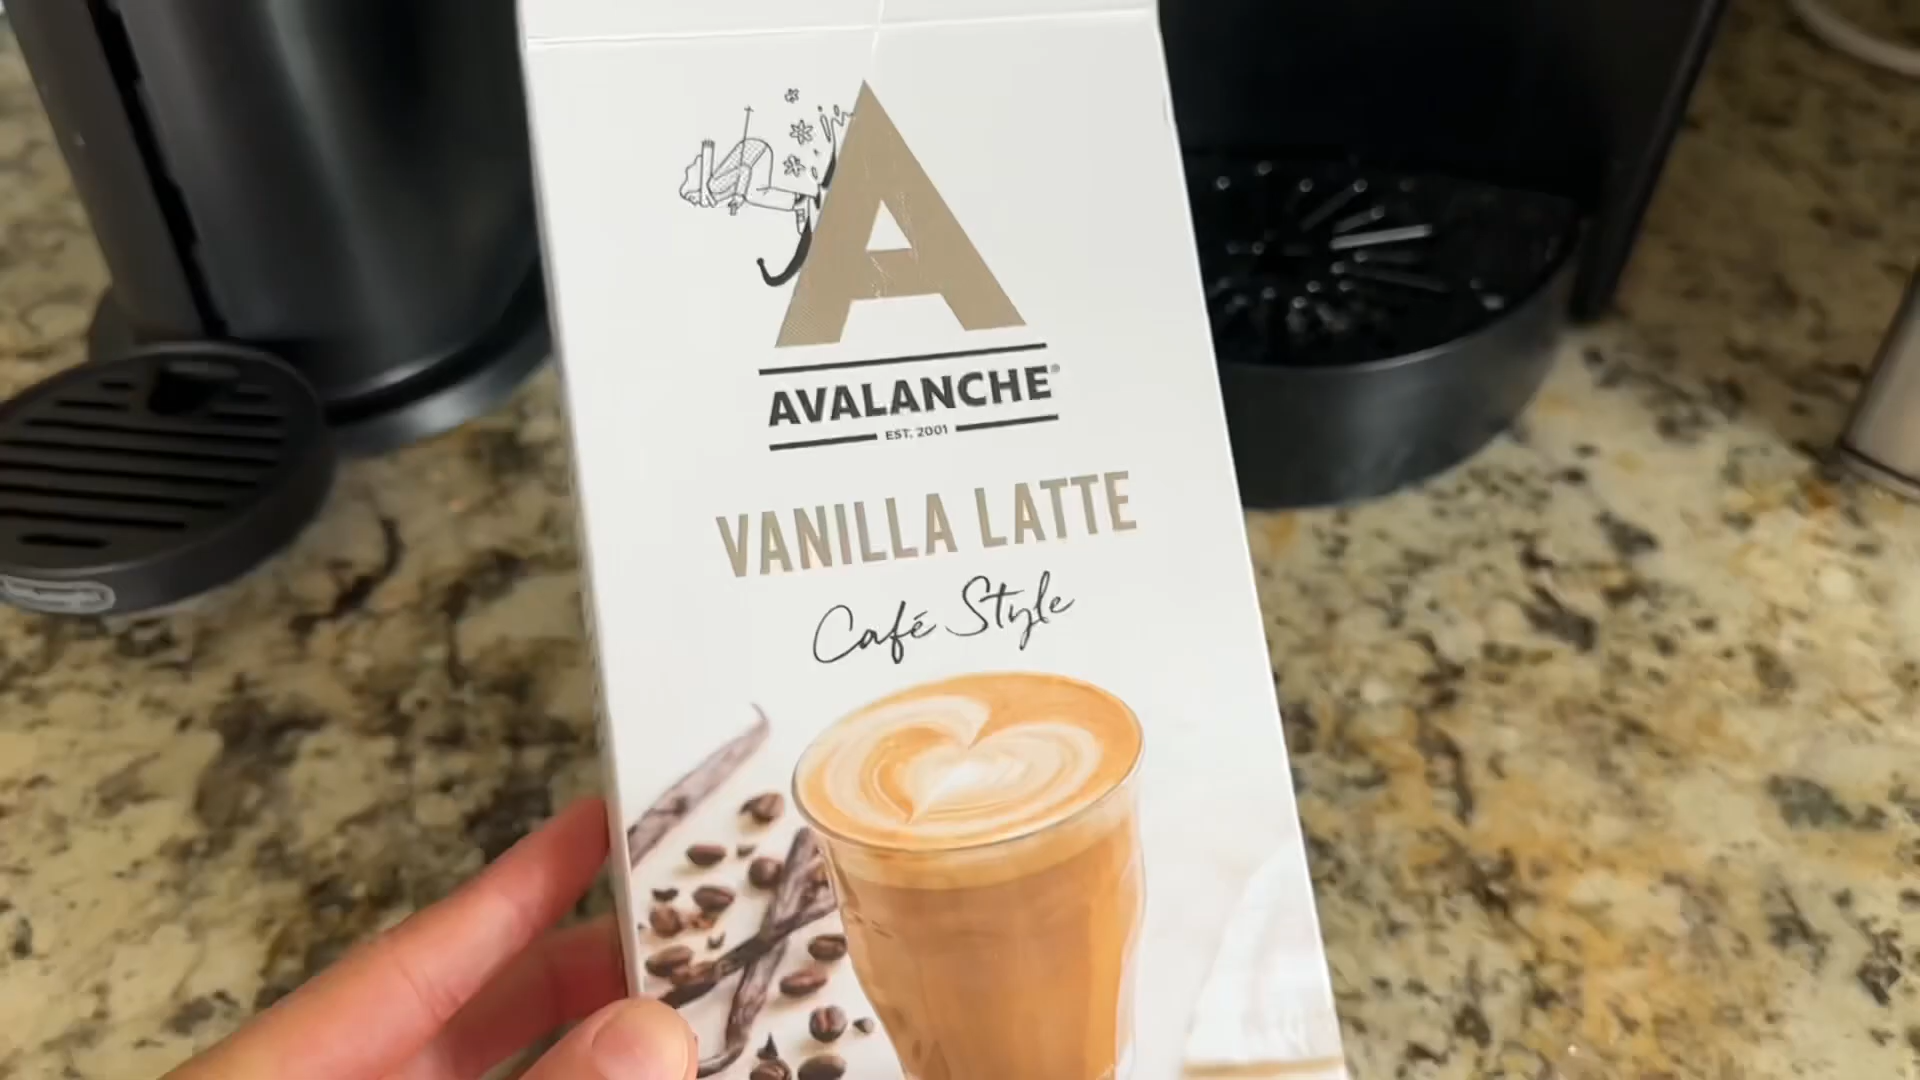 A
AVALANCHE®
EST. 2001
VANILLA LATTE
Café Style